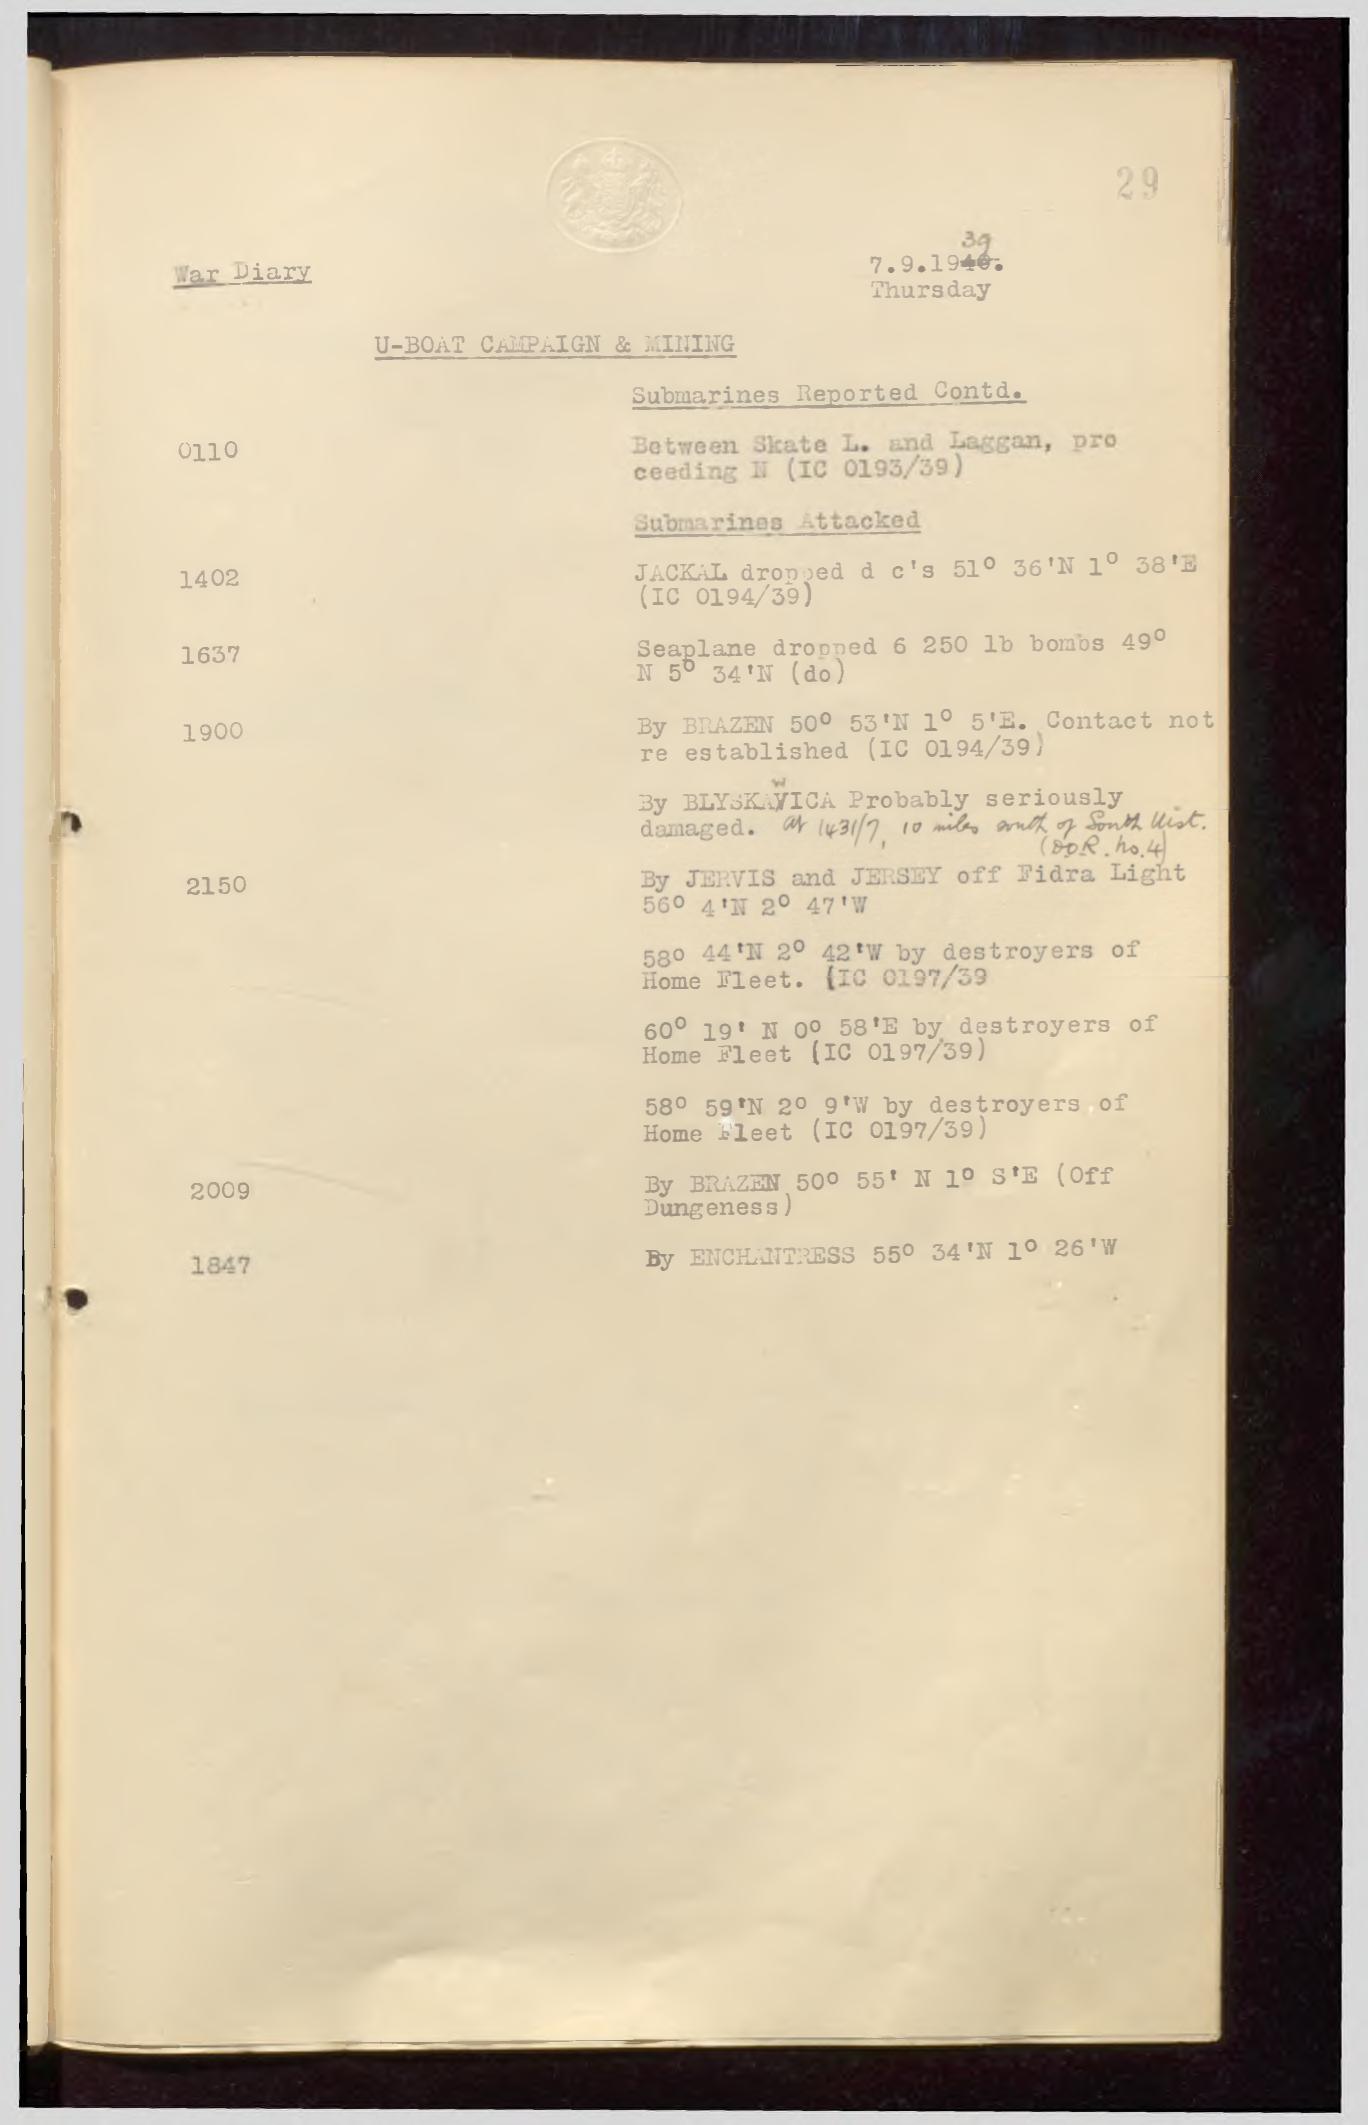 29
War Diary
39
7.9.1940.
Thursday
U-BOAT CAMPAIGN & MINING
Submarines Reported Contd.
0110 Between Skate L. and Laggan, pro
ceeding N (IC 0193/39)
Submarines Attacked
1402 JACKAL dropped d c's 51° 36'N 1° 38'E
(IC 0194/39)
1637 Seaplane dropped 6 250 lb bombs 49°
N 5° 34'N (do)
1900 By BRAZEN 50° 53'N 1° 5'E. Contact not
re established (IC 0194/39)
w
By BLYSKAVICA Probably seriously
damaged. At 1431/7, 10 miles south of South Uist.
(D.O.R. No.4)
2150 By JERVIS and JERSEY off Fidra Light
56° 4'N 2° 47'W
58° 44'N 2° 42'W by destroyers of
Home Fleet. (IC 0197/39
60° 19' N 0° 58'E by destroyers of
Home Fleet (IC 0197/39)
58° 59'N 2° 9'W by destroyers of
Home Fleet (IC 0197/39)
2009 By BRAZEN 50° 55' N 1° S'E (Off
Dungeness)
1847 By ENCHANTRESS 55° 34'N 1° 26'W